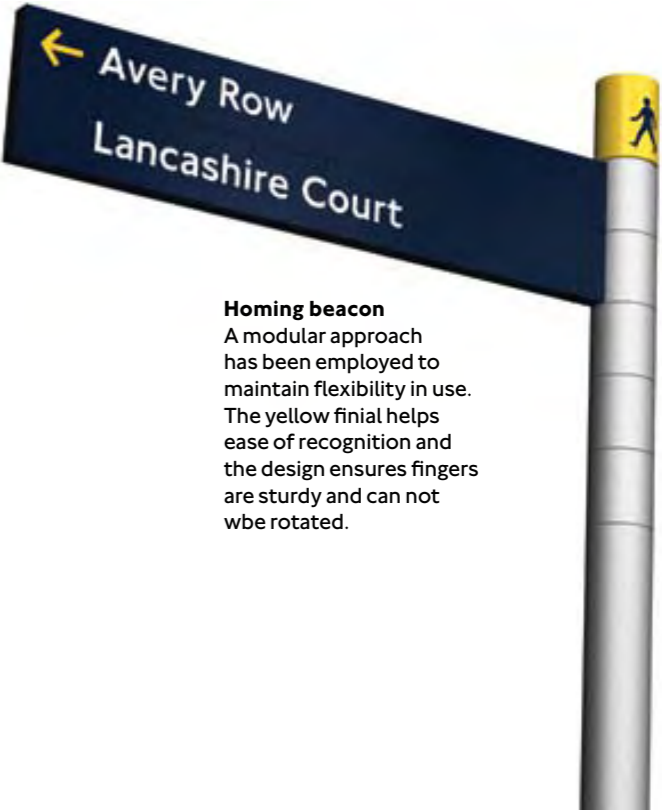 ← Avery Row
Lancashire Court
Homing beacon
A modular approach
has been employed to
maintain flexibility in use.
The yellow finial helps
ease of recognition and
the design ensures fingers
are sturdy and can not
wbe rotated.